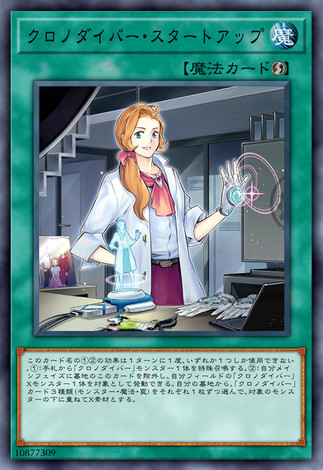 クロノダイバー・スタートアップ
魔
【魔法カード】
このカード名の①②の効果は1ターンに1度、いずれか1つしか使用できない。
①:手札から「クロノダイバー」モンスター1体を特殊召喚する。②:自分メイ
ンフェイズに墓地のこのカードを除外し、自分フィールドの「クロノダイバー」
Xモンスター1体を対象として発動できる。自分の墓地から、「クロノダイバ
ー」カード3種類(モンスター・魔法・罠)をそれぞれ1枚ずつ選んで、対象のモン
スターの下に重ねてX素材とする。
10877309